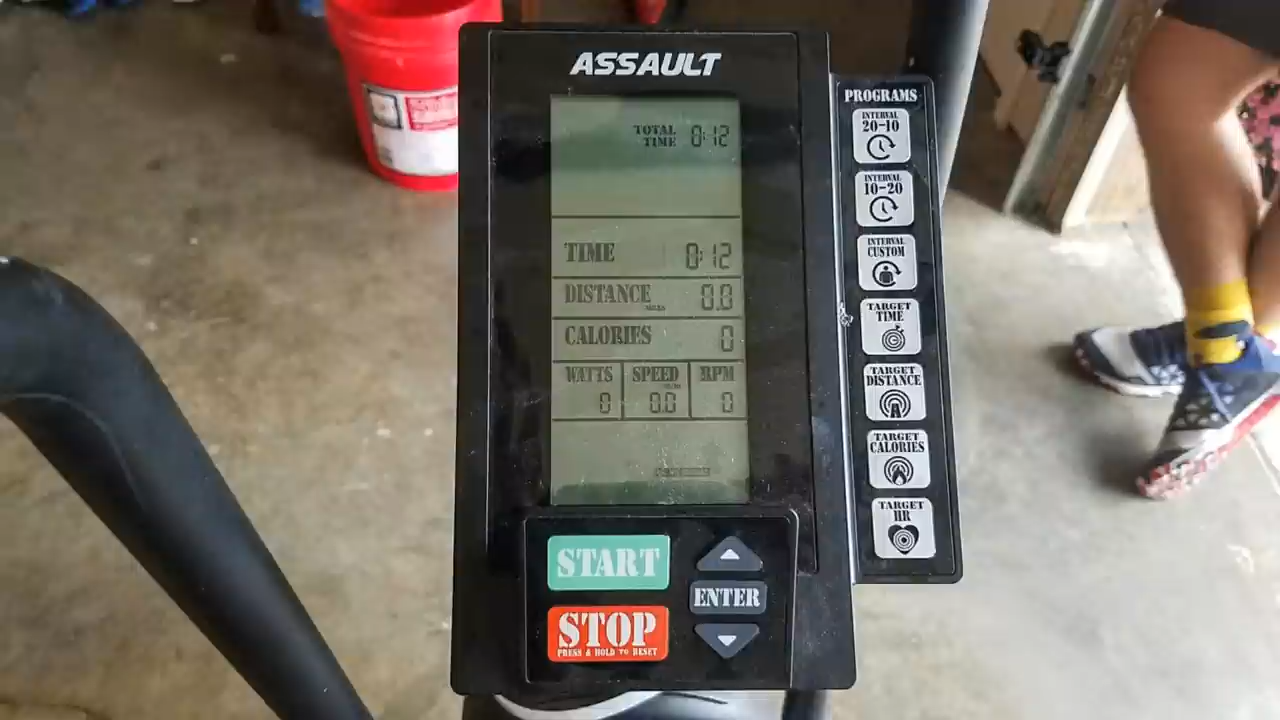 ASSAULT
TOTAL
TIME 0:12
TIME 0:12
DISTANCE 0.0
CALORIES 0
WATTS SPEED RPM
0 0.0 0
START
ENTER
STOP
PRESS & HOLD TO RESET
PROGRAMS
INTERVAL
20-10
INTERVAL
10-20
INTERVAL
CUSTOM
TARGET
TIME
TARGET
DISTANCE
TARGET
CALORIES
TARGET
HR